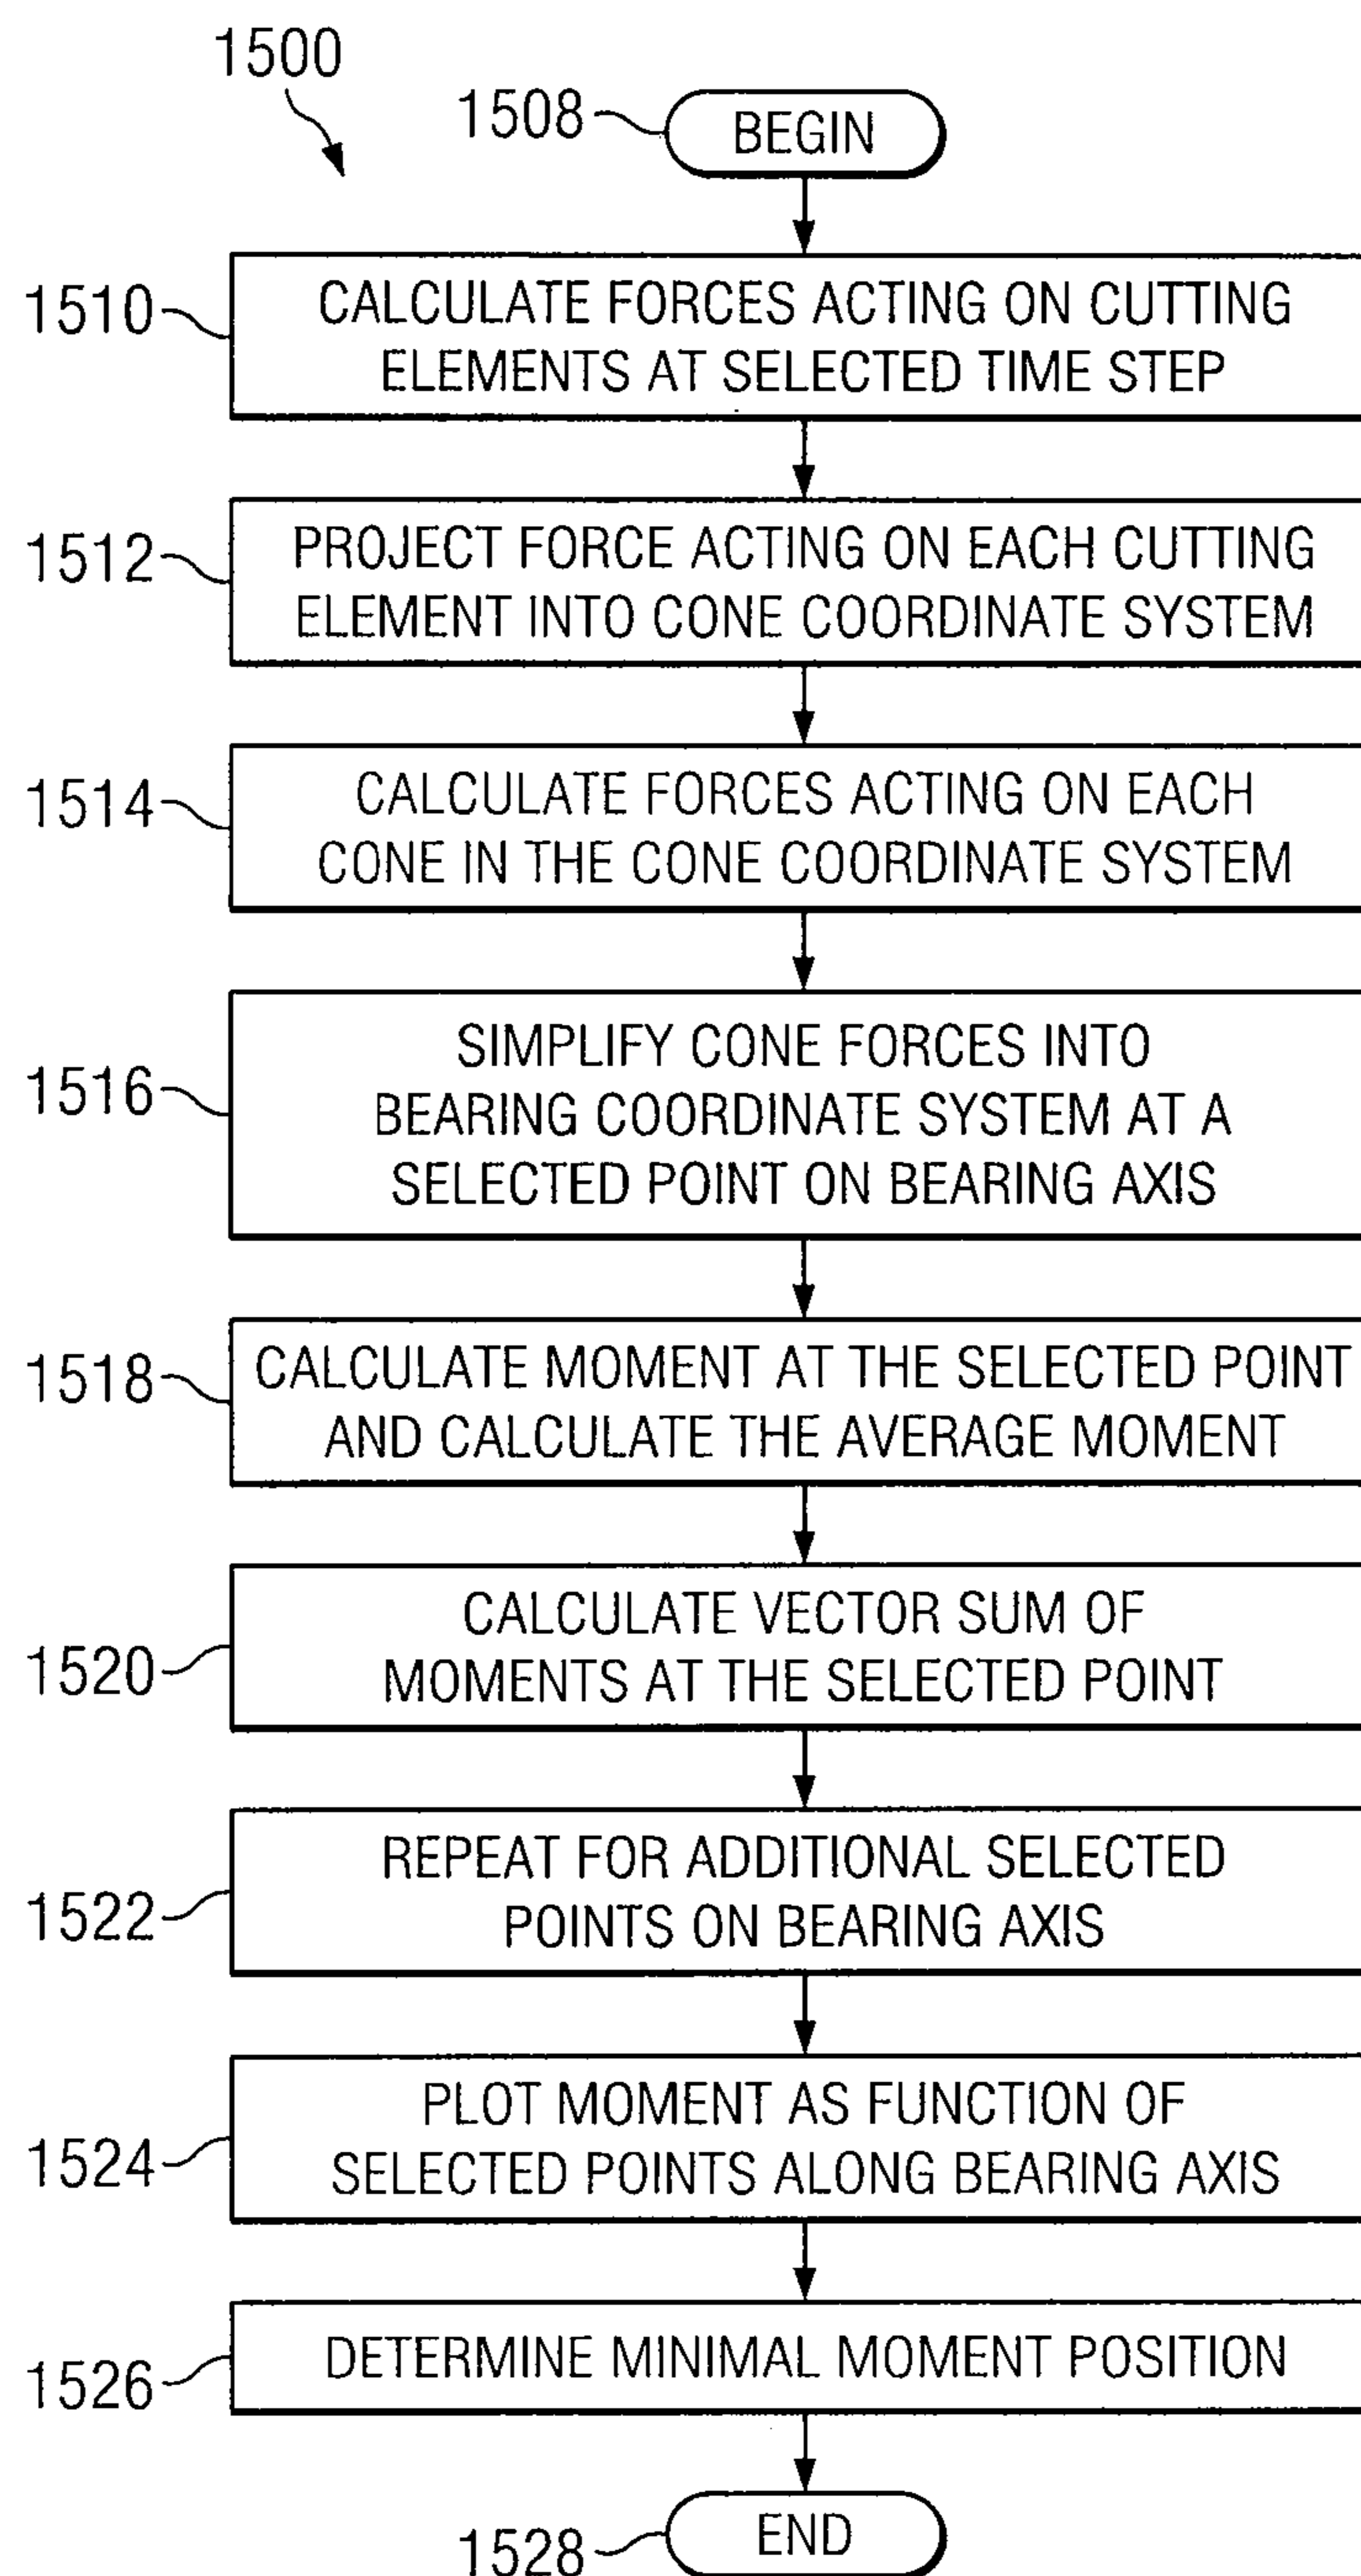 1500
1508
BEGIN
1510
CALCULATE FORCES ACTING ON CUTTING
ELEMENTS AT SELECTED TIME STEP
1512
PROJECT FORCE ACTING ON EACH CUTTING
ELEMENT INTO CONE COORDINATE SYSTEM
1514
CALCULATE FORCES ACTING ON EACH
CONE IN THE CONE COORDINATE SYSTEM
1516
SIMPLIFY CONE FORCES INTO
BEARING COORDINATE SYSTEM AT A
SELECTED POINT ON BEARING AXIS
1518
CALCULATE MOMENT AT THE SELECTED POINT
AND CALCULATE THE AVERAGE MOMENT
1520
CALCULATE VECTOR SUM OF
MOMENTS AT THE SELECTED POINT
1522
REPEAT FOR ADDITIONAL SELECTED
POINTS ON BEARING AXIS
1524
PLOT MOMENT AS FUNCTION OF
SELECTED POINTS ALONG BEARING AXIS
1526
DETERMINE MINIMAL MOMENT POSITION
1528
END